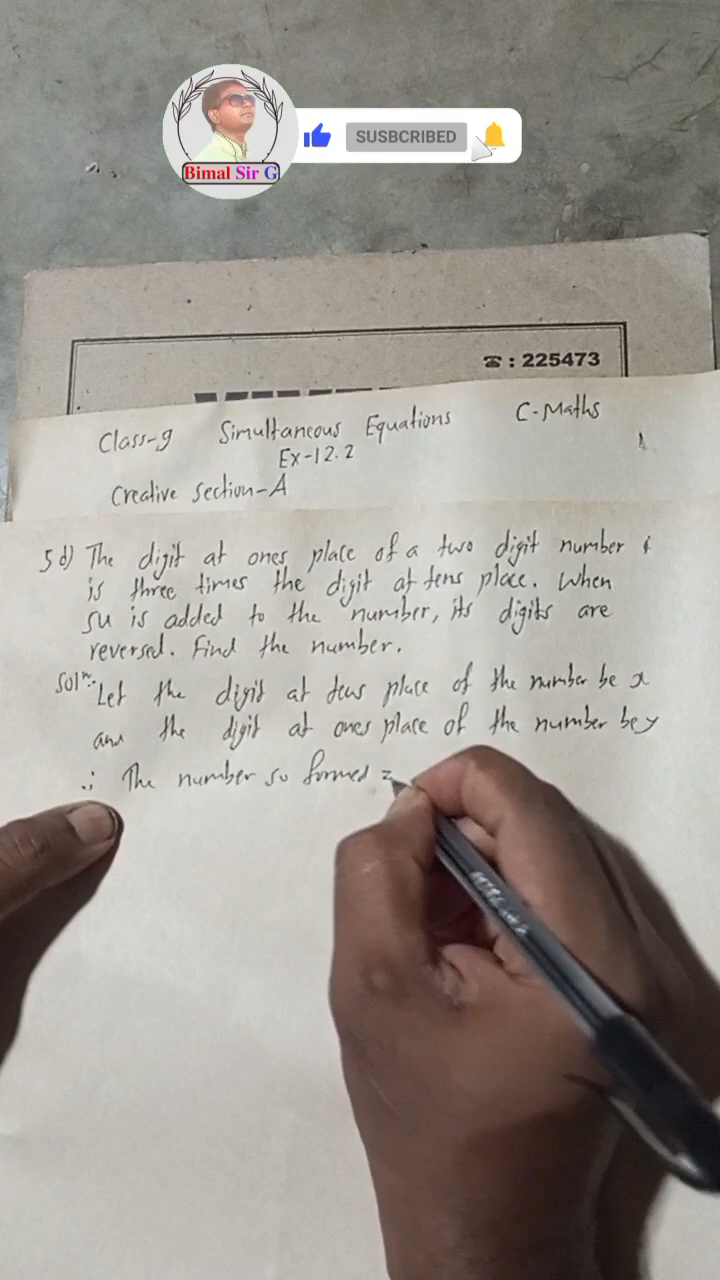 SUSBCRIBED
Bimal Sir G
☎ : 225473
Class-9 Simultaneous Equations C-Maths
Ex-12.2
Creative section-A
5 d) The digit at ones place of a two digit number
is three times the digit at tens place. When
54 is added to the number, its digits are
reversed. Find the number.
Solⁿ: Let the digit at tens place of the number be x
and the digit at ones place of the number be y
∴ The number so formed =